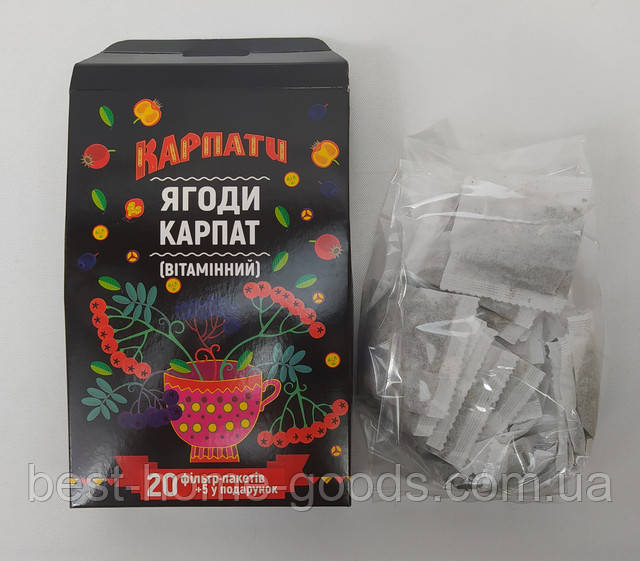 КАРПАТИ
ЯГОДИ
КАРПАТ
(ВІТАМІННИЙ)
20 фільтр-пакетів
+5 у подарунок
best-home-goods.com.ua